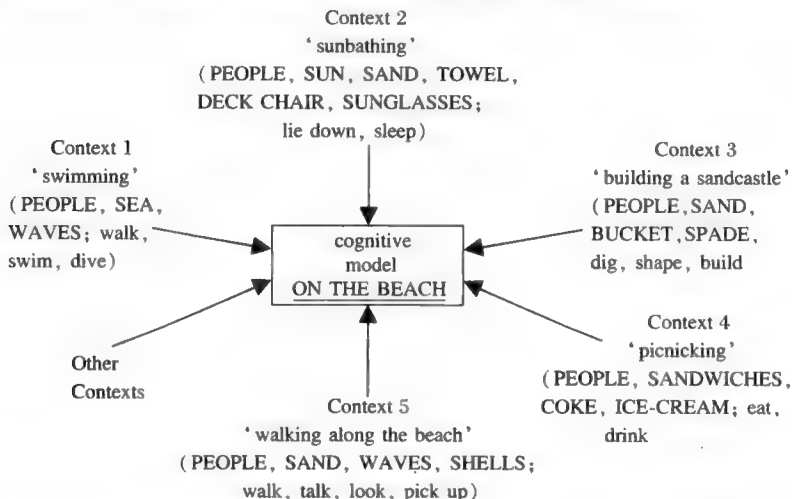 Context 2
‘sunbathing’
(PEOPLE, SUN, SAND, TOWEL,
DECK CHAIR, SUNGLASSES;
lie down, sleep)
Context 1
‘swimming’
(PEOPLE, SEA,
WAVES; walk,
swim, dive)
Context 3
‘building a sandcastle’
(PEOPLE,SAND,
BUCKET,SPADE,
dig, shape, build
cognitive
model
ON THE BEACH
Other
Contexts
Context 4
‘picnicking’
(PEOPLE, SANDWICHES,
COKE, ICE-CREAM; eat,
drink
Context 5
‘walking along the beach’
(PEOPLE, SAND, WAVES, SHELLS;
walk, talk, look, pick up)